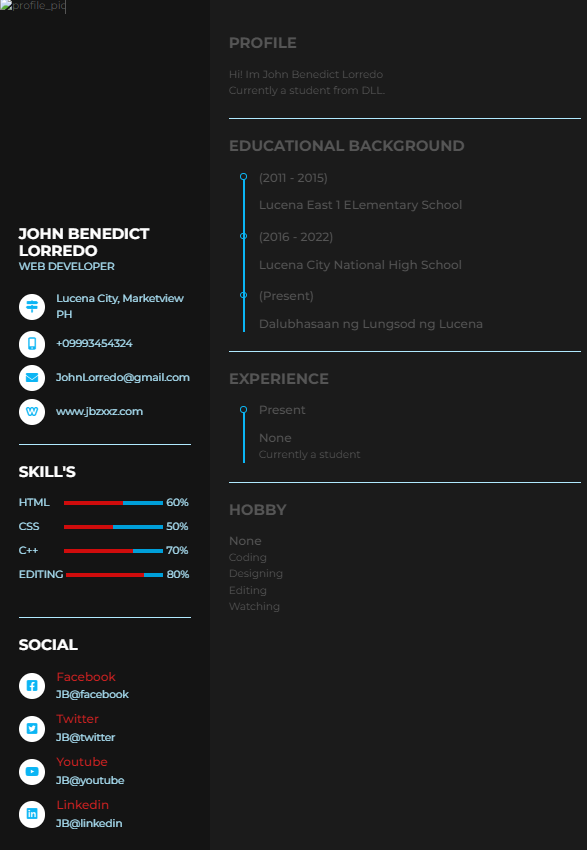 profile_pic
JOHN BENEDICT
LORREDO
WEB DEVELOPER
Lucena City, Marketview
PH
+09993454324
JohnLorredo@gmail.com
www.jbzxxz.com
SKILL'S
HTML 60%
CSS 50%
C++ 70%
EDITING 80%
SOCIAL
Facebook
JB@facebook
Twitter
JB@twitter
Youtube
JB@youtube
Linkedin
JB@linkedin
PROFILE
Hi! Im John Benedict Lorredo
Currently a student from DLL.
EDUCATIONAL BACKGROUND
(2011 - 2015)
Lucena East 1 ELementary School
(2016 - 2022)
Lucena City National High School
(Present)
Dalubhasaan ng Lungsod ng Lucena
EXPERIENCE
Present
None
Currently a student
HOBBY
None
Coding
Designing
Editing
Watching